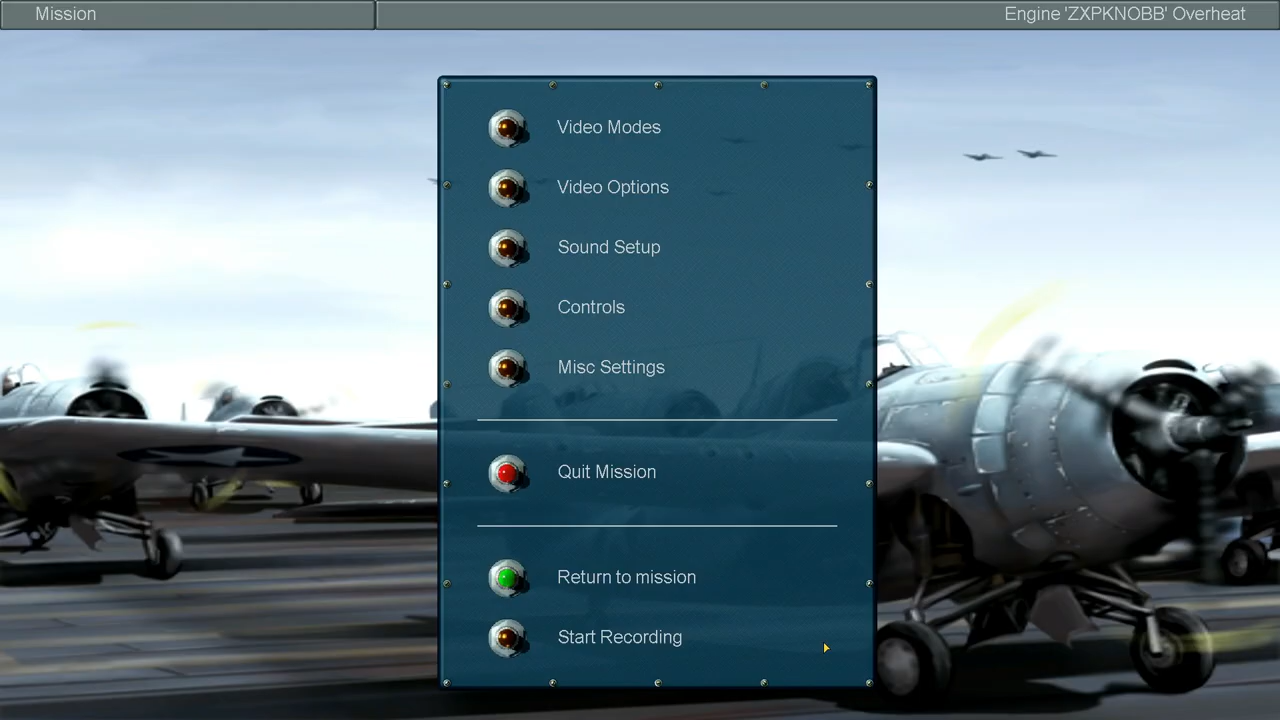 Mission
Engine 'ZXPKNOBB' Overheat
Video Modes
Video Options
Sound Setup
Controls
Misc Settings
Quit Mission
Return to mission
Start Recording